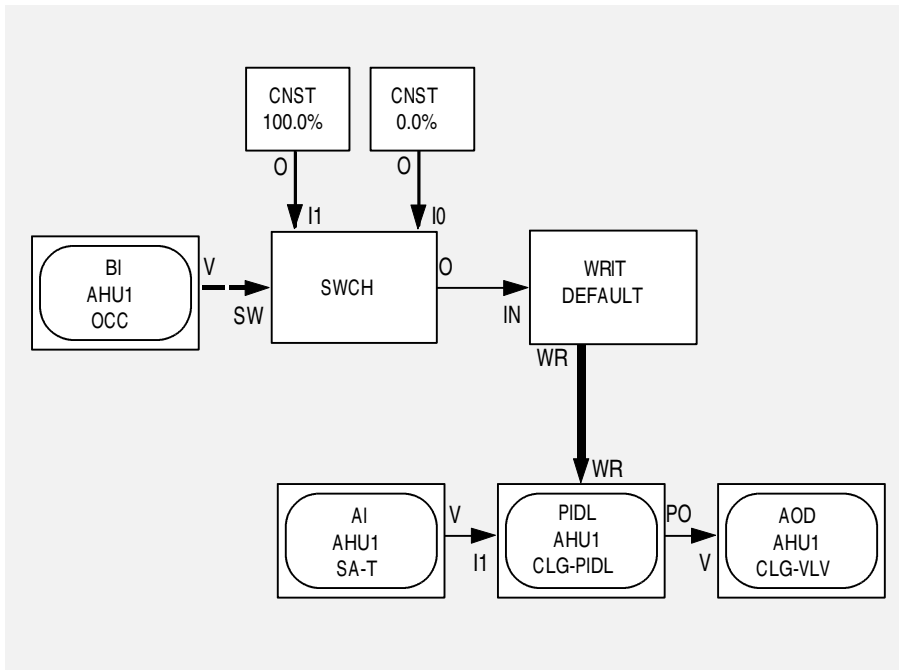 CNST
100.0%
CNST
0.0%
O
O
I1
I0
BI
AHU1
OCC
V
SW
SWCH
O
IN
WRIT
DEFAULT
WR
WR
AI
AHU1
SA-T
V
I1
PIDL
AHU1
CLG-PIDL
PO
V
AOD
AHU1
CLG-VLV